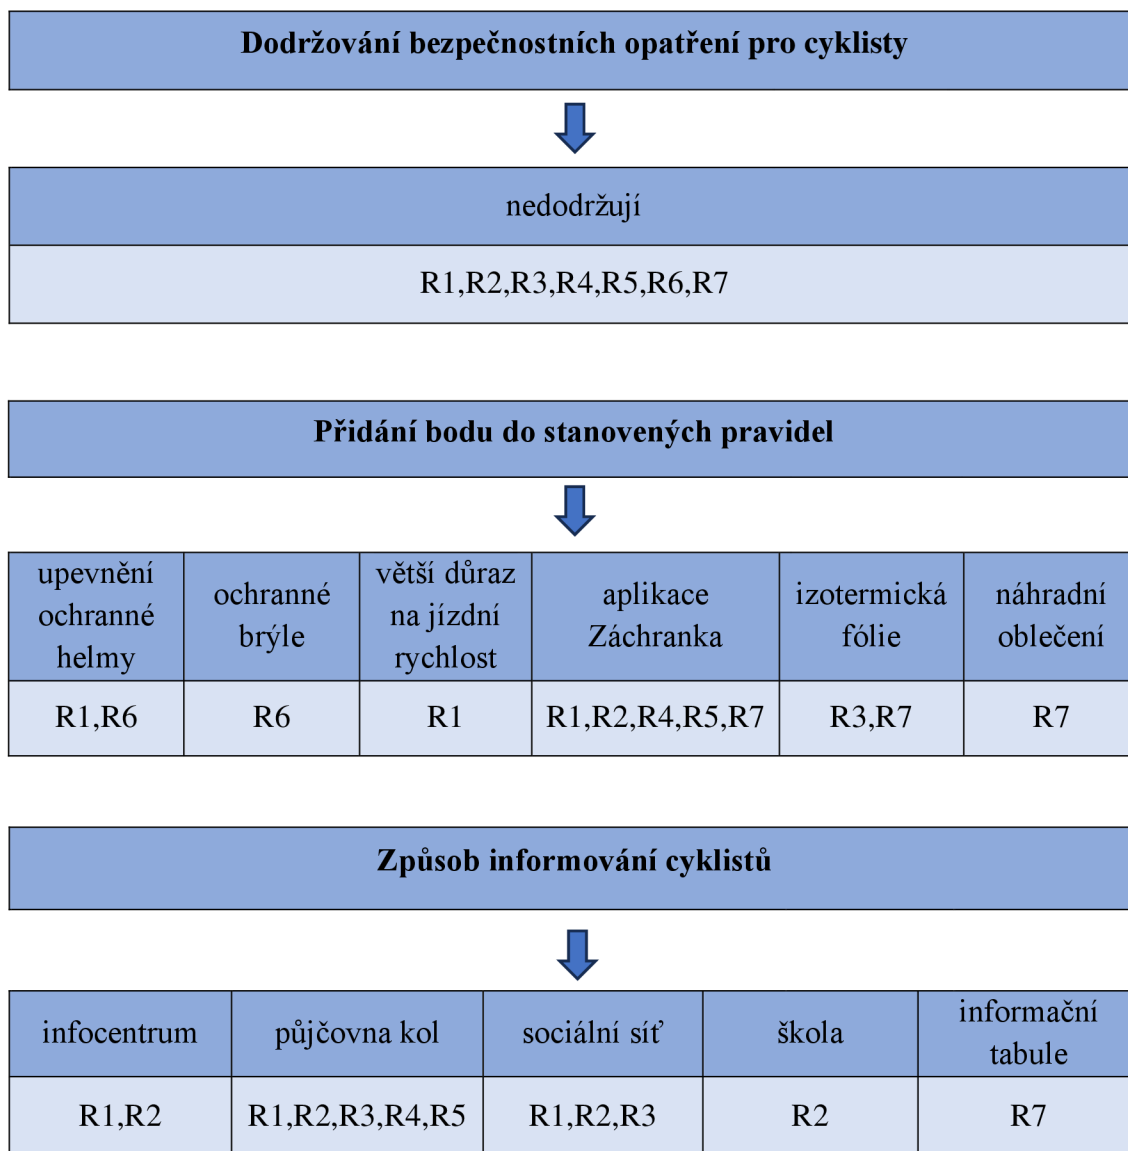 Dodržování bezpečnostních opatření pro cyklisty
nedodržují
R1,R2,R3,R4,R5,R6,R7
Přidání bodu do stanovených pravidel
upevnění
ochranné
helmy
ochranné
brýle
větší důraz
na jízdní
rychlost
aplikace
Záchranka
izotermická
fólie
náhradní
oblečení
R1,R6
R6
R1
R1,R2,R4,R5,R7
R3,R7
R7
Způsob informování cyklistů
infocentrum
půjčovna kol
sociální síť
škola
informační
tabule
R1,R2
R1,R2,R3,R4,R5
R1,R2,R3
R2
R7